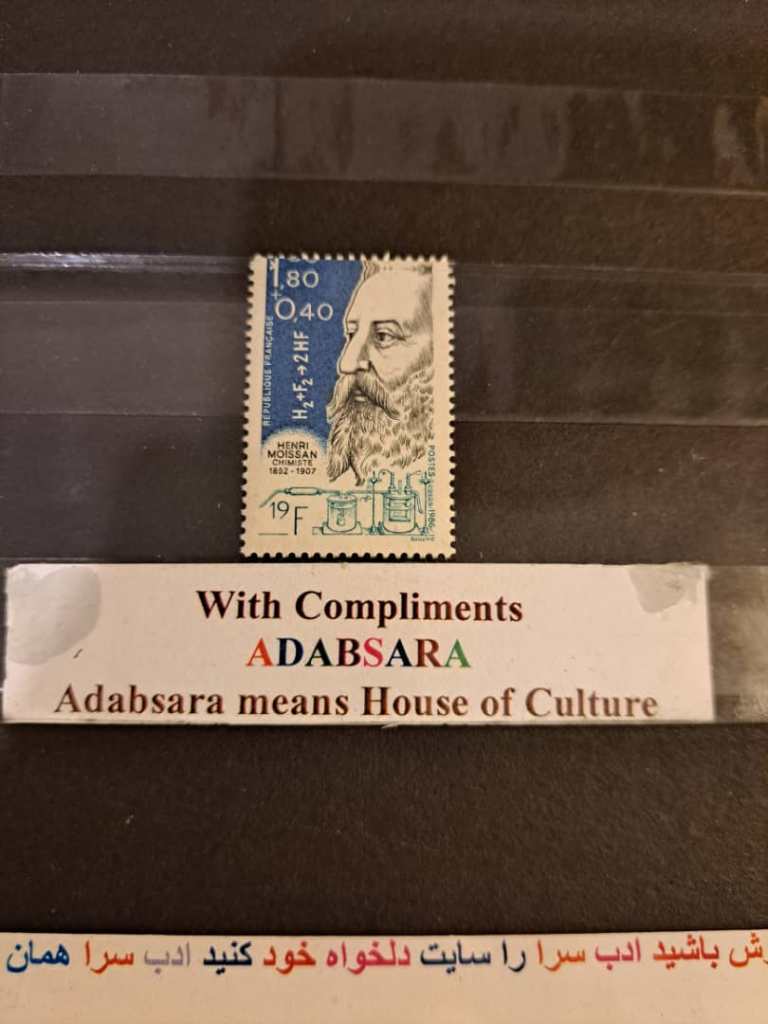 1,80
+0,40
REPUBLIQUE FRANÇAISE
H₂+F₂→2HF
HENRI
MOISSAN
CHIMISTE
1852-1907
19F
POSTES
1986
With Compliments
ADABSARA
Adabsara means House of Culture
باشید ادب سرا را سایت دلخواه خود کنید ادب سرا همان